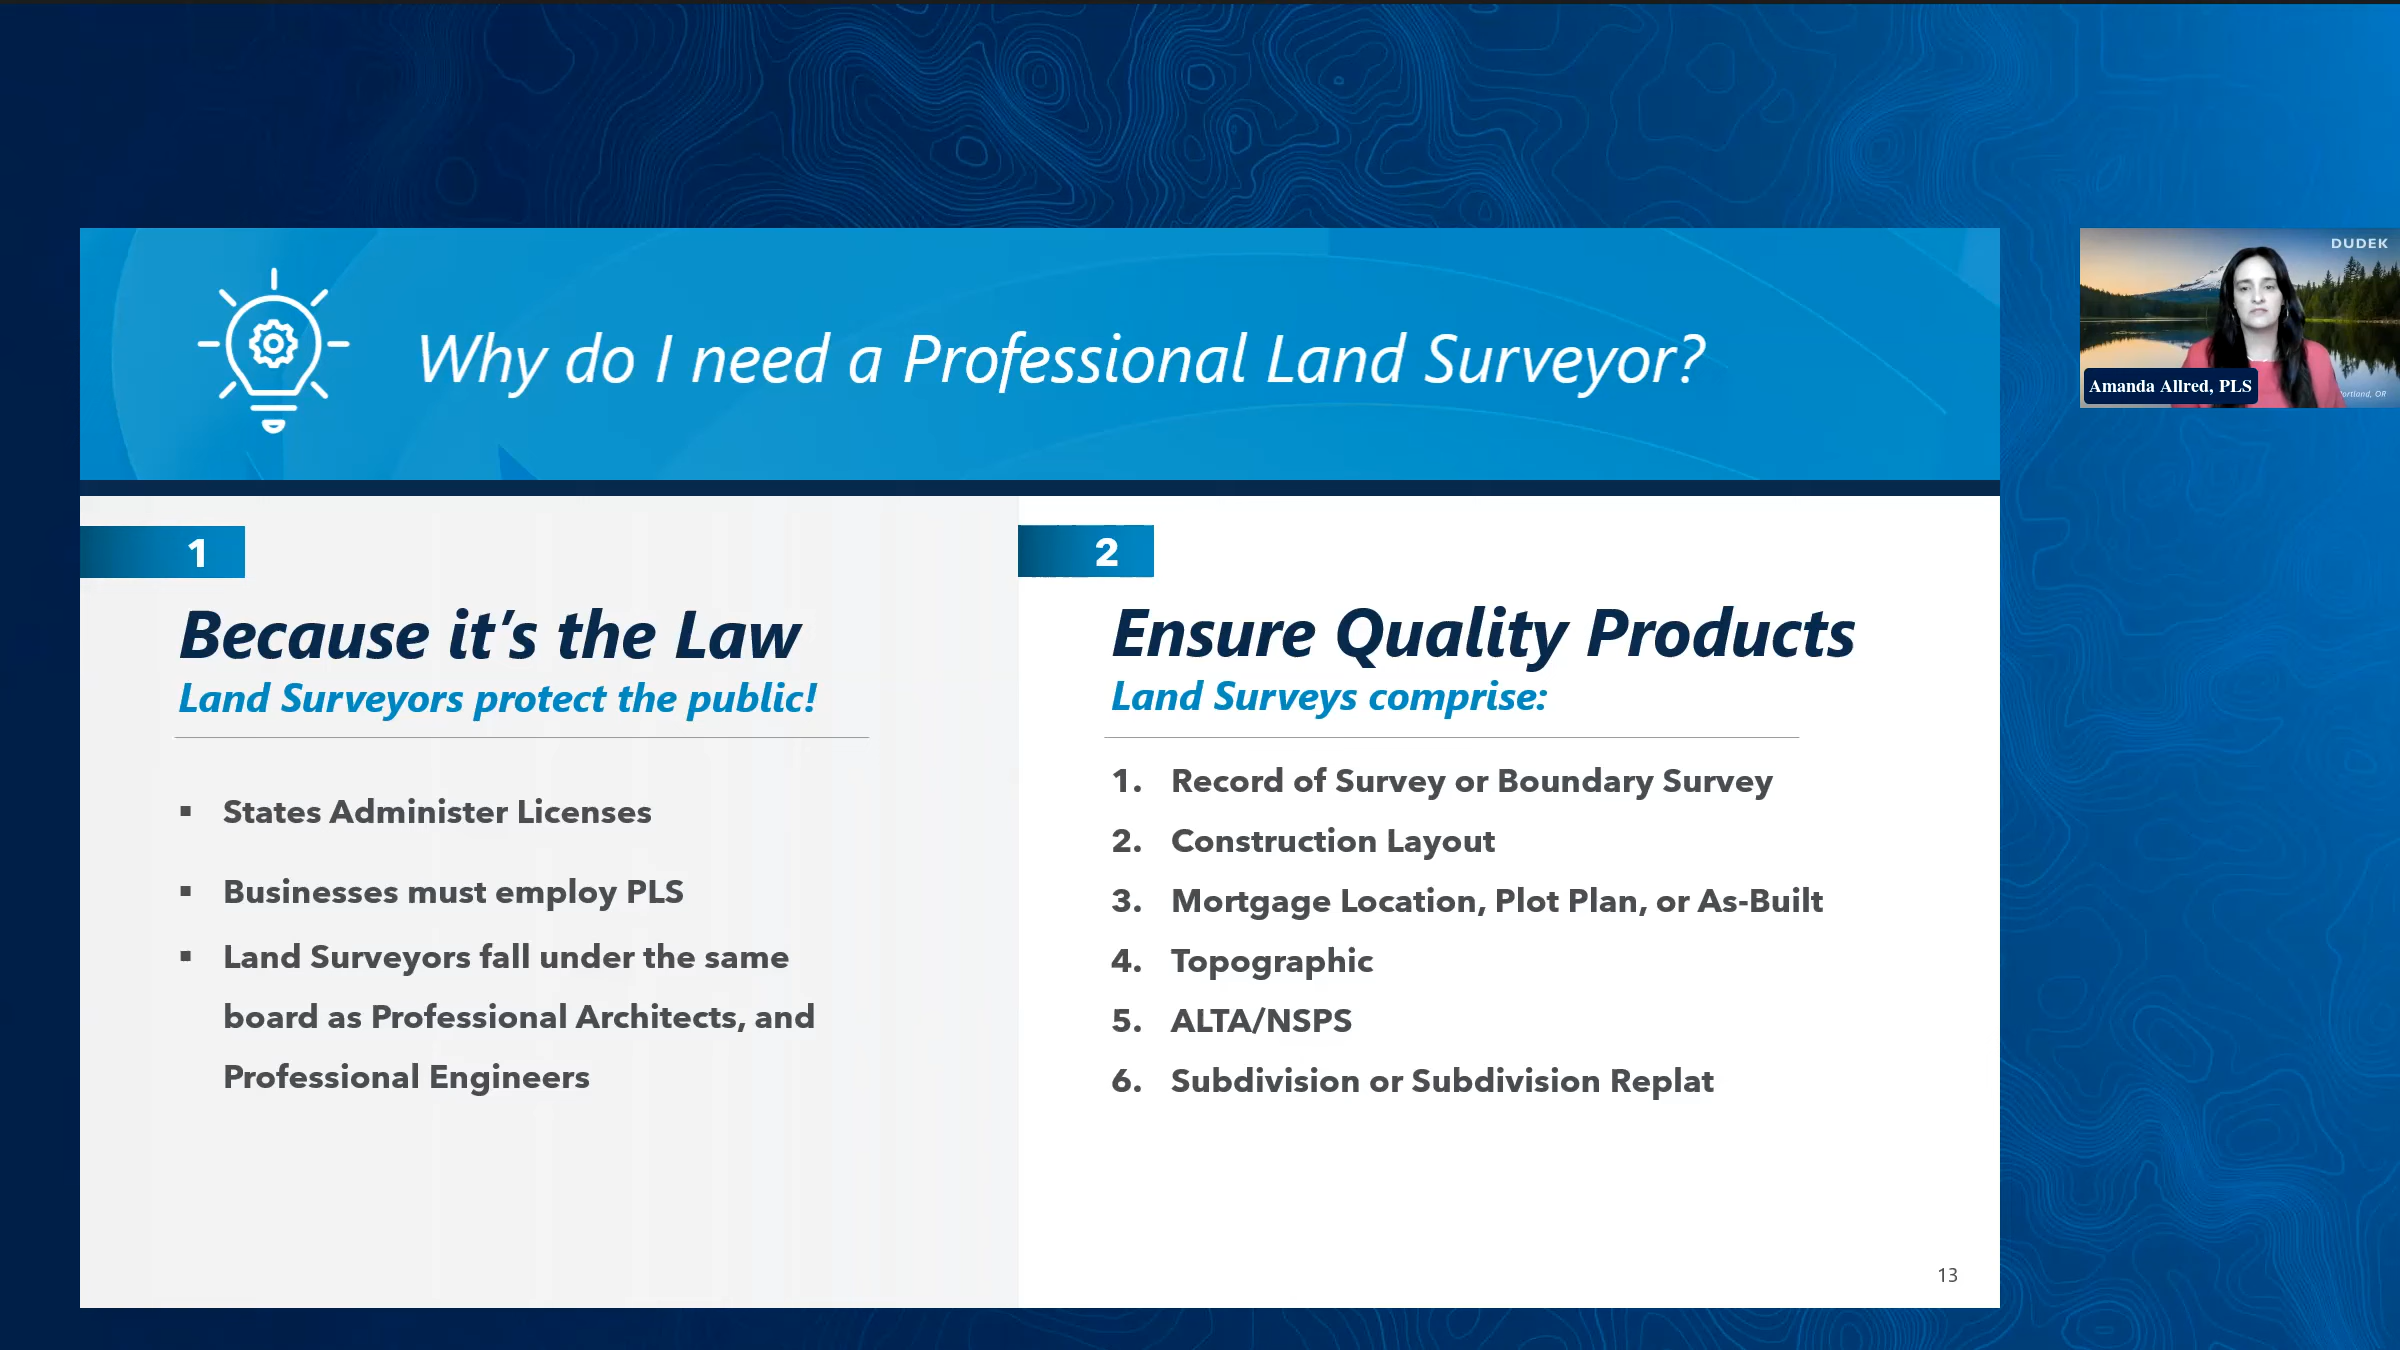 Why do I need a Professional Land Surveyor?
DUDEK
Amanda Allred, PLS
ortland, OR
1
Because it's the Law
Land Surveyors protect the public!
▪ States Administer Licenses
▪ Businesses must employ PLS
▪ Land Surveyors fall under the same
board as Professional Architects, and
Professional Engineers
2
Ensure Quality Products
Land Surveys comprise:
1. Record of Survey or Boundary Survey
2. Construction Layout
3. Mortgage Location, Plot Plan, or As-Built
4. Topographic
5. ALTA/NSPS
6. Subdivision or Subdivision Replat
13